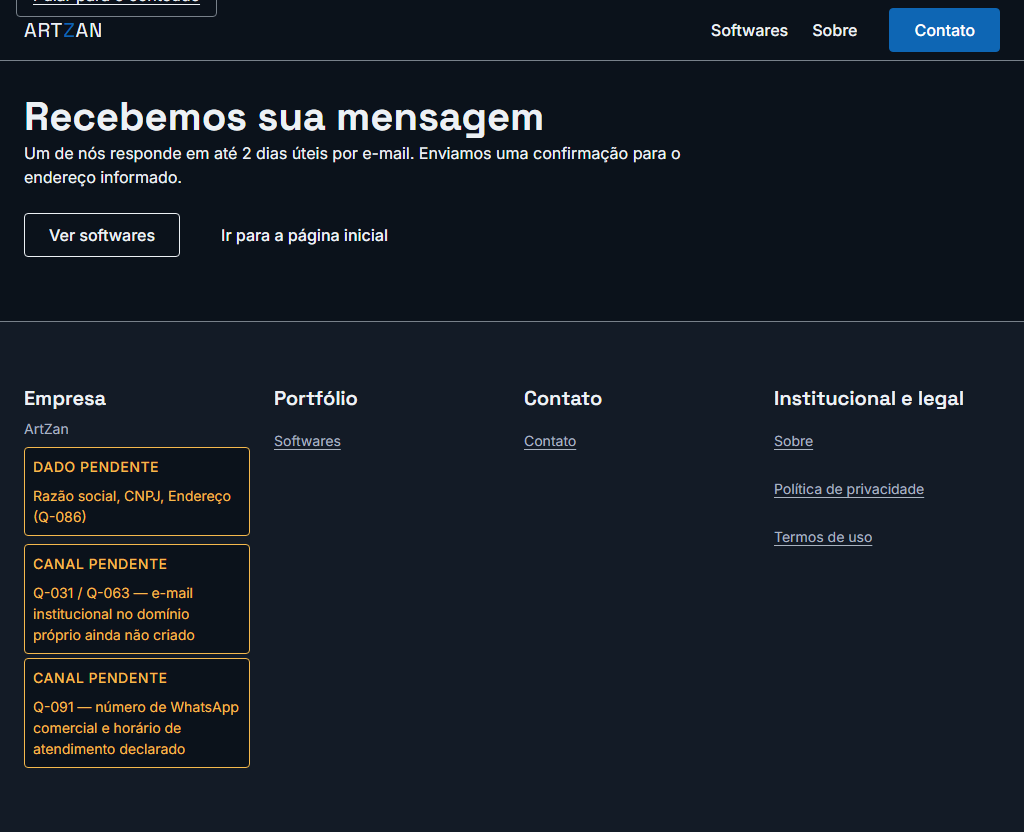 ARTZAN
Softwares
Sobre
Contato
Recebemos sua mensagem
Um de nós responde em até 2 dias úteis por e-mail. Enviamos uma confirmação para o
endereço informado.
Ver softwares
Ir para a página inicial
Empresa
ArtZan
DADO PENDENTE
Razão social, CNPJ, Endereço
(Q-086)
CANAL PENDENTE
Q-031 / Q-063 — e-mail
institucional no domínio
próprio ainda não criado
CANAL PENDENTE
Q-091 — número de WhatsApp
comercial e horário de
atendimento declarado
Portfólio
Softwares
Contato
Contato
Institucional e legal
Sobre
Política de privacidade
Termos de uso